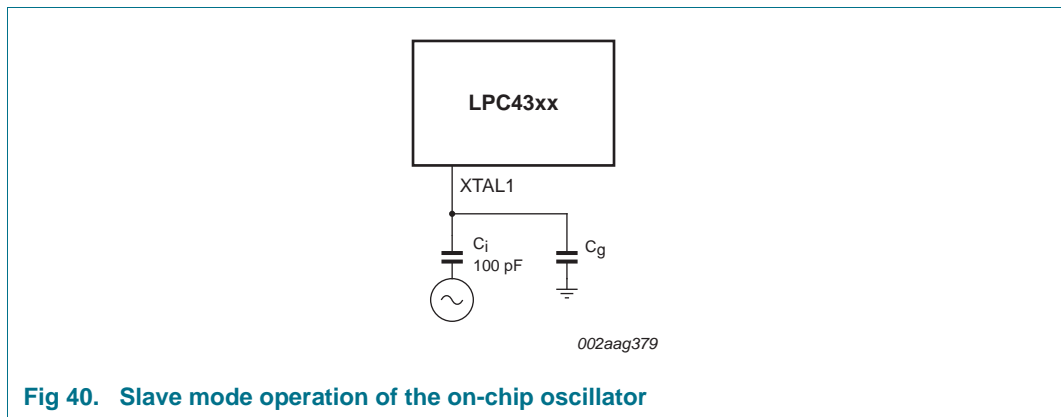 LPC43xx
XTAL1
Ci
100 pF
Cg
002aag379
Fig 40. Slave mode operation of the on-chip oscillator